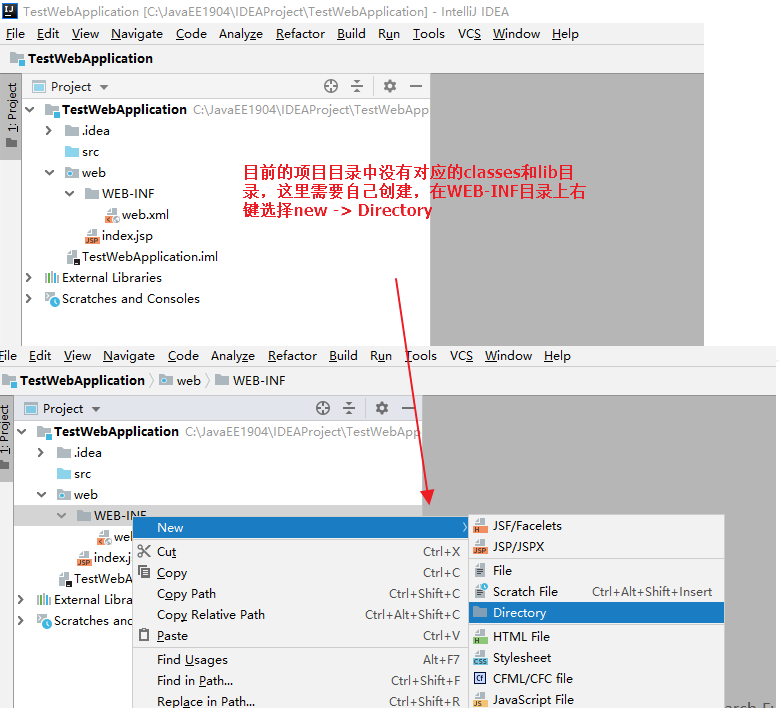 TestWebApplication [C:\JavaEE1904\IDEAProject\TestWebApplication] - IntelliJ IDEA
File Edit View Navigate Code Analyze Refactor Build Run Tools VCS Window Help
TestWebApplication
1: Project
Project
TestWebApplication C:\JavaEE1904\IDEAProject\TestWebApp
.idea
src
web
WEB-INF
web.xml
index.jsp
TestWebApplication.iml
External Libraries
Scratches and Consoles
目前的项目目录中没有对应的classes和lib目
录，这里需要自己创建，在WEB-INF目录上右
键选择new -> Directory
File Edit View Navigate Code Analyze Refactor Build Run Tools VCS Window Help
TestWebApplication web WEB-INF
1: Project
Project
TestWebApplication C:\JavaEE1904\IDEAProject\TestWebApp
.idea
src
web
WEB-INF
we
index.j
TestWebA
External Libra
Scratches and
New
Cut Ctrl+X
Copy Ctrl+C
Copy Path Ctrl+Shift+C
Copy Relative Path Ctrl+Alt+Shift+C
Paste Ctrl+V
Find Usages Alt+F7
Find in Path... Ctrl+Shift+F
Replace in Path... Ctrl+Shift+R
JSF/Facelets
JSP/JSPX
File
Scratch File Ctrl+Alt+Shift+Insert
Directory
HTML File
Stylesheet
CFML/CFC file
JavaScript File